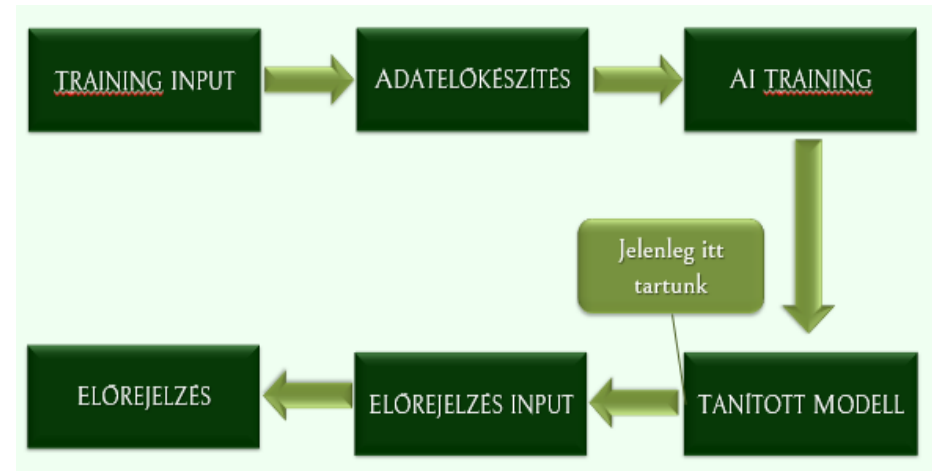 TRAINING INPUT
ADATELŐKÉSZÍTÉS
AI TRAINING
Jelenleg itt
tartunk
ELŐREJELZÉS
ELŐREJELZÉS INPUT
TANÍTOTT MODELL